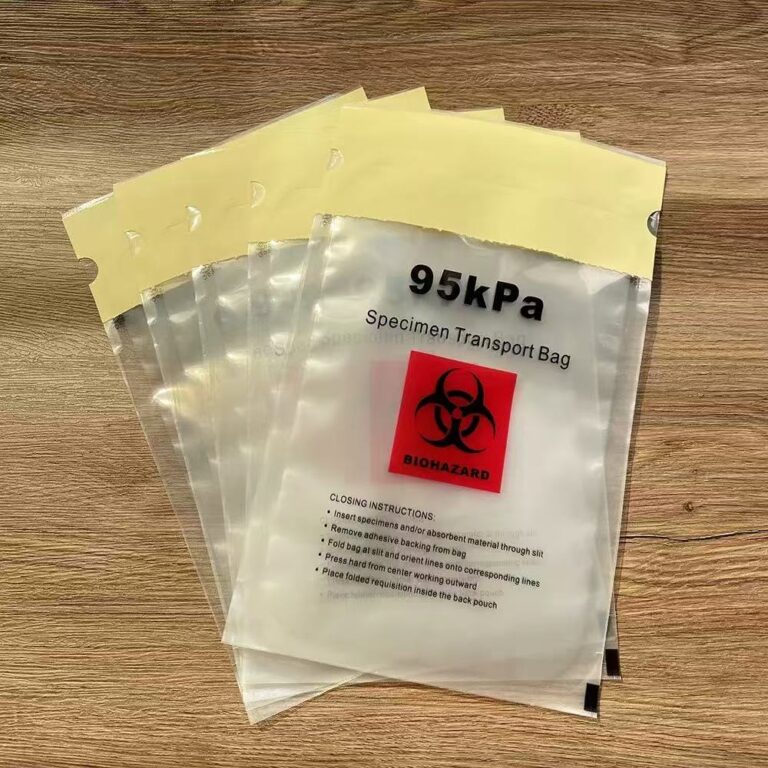 95kPa
Specimen Transport Bag
BIOHAZARD
CLOSING INSTRUCTIONS:
• Insert specimens and/or absorbent material through slit
• Remove adhesive backing from bag
• Fold bag at slit and orient lines onto corresponding lines
• Press hard from center working outward
• Place folded requisition inside the back pouch